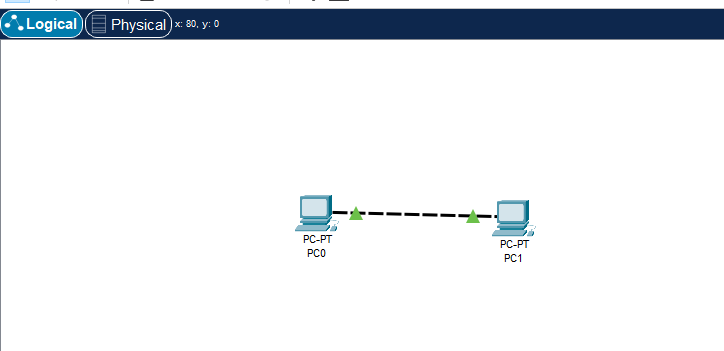 Logical
Physical
x: 80, y: 0
PC-PT
PC0
PC-PT
PC1